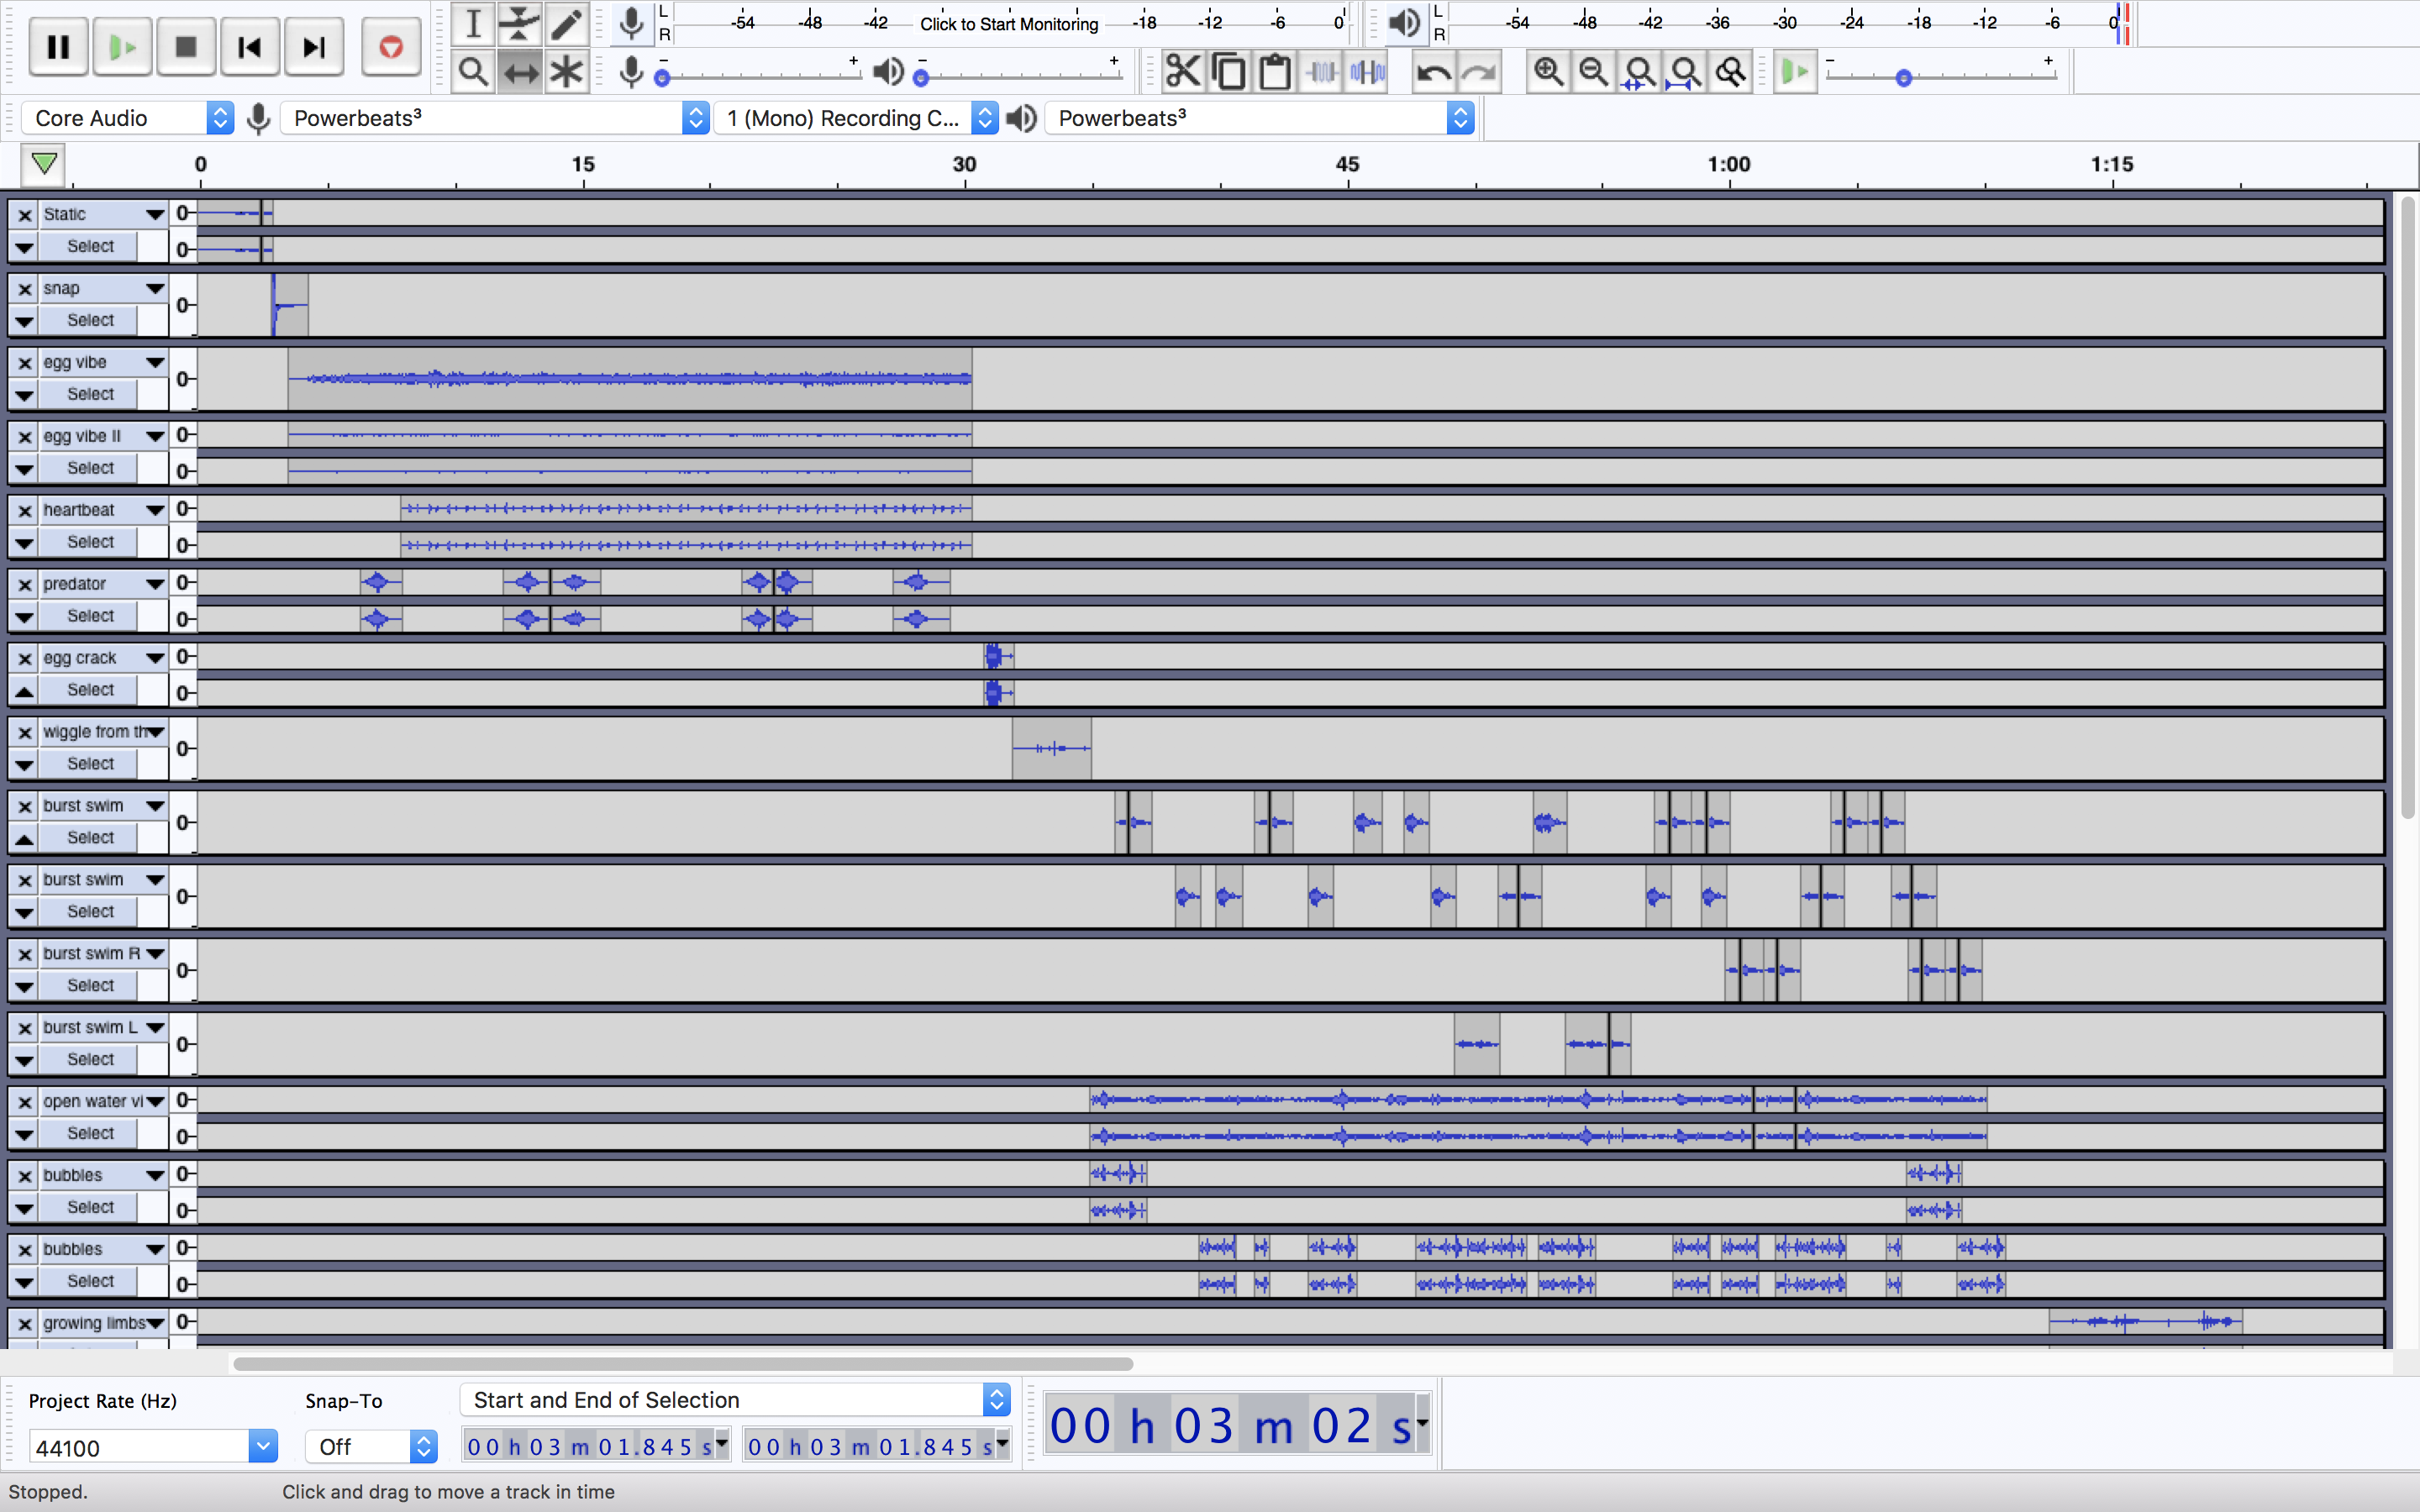 L
R
-54 -48 -42 Click to Start Monitoring -18 -12 -6 0
L
R
-54 -48 -42 -36 -30 -24 -18 -12 -6 0
- +
- +
- +
Core Audio
Powerbeats³
1 (Mono) Recording C...
Powerbeats³
0 15 30 45 1:00 1:15
Static
Select
0-
0-
snap
Select
0-
egg vibe
Select
0-
egg vibe II
Select
0-
0-
heartbeat
Select
0-
0-
predator
Select
0-
0-
egg crack
Select
0-
0-
wiggle from th
Select
0-
burst swim
Select
0-
burst swim
Select
0-
burst swim R
Select
0-
burst swim L
Select
0-
open water vi
Select
0-
0-
bubbles
Select
0-
0-
bubbles
Select
0-
0-
growing limbs
0-
Project Rate (Hz)
Snap-To
Start and End of Selection
44100
Off
00 h 03 m 01.845 s
00 h 03 m 01.845 s
00 h 03 m 02 s
Stopped.
Click and drag to move a track in time